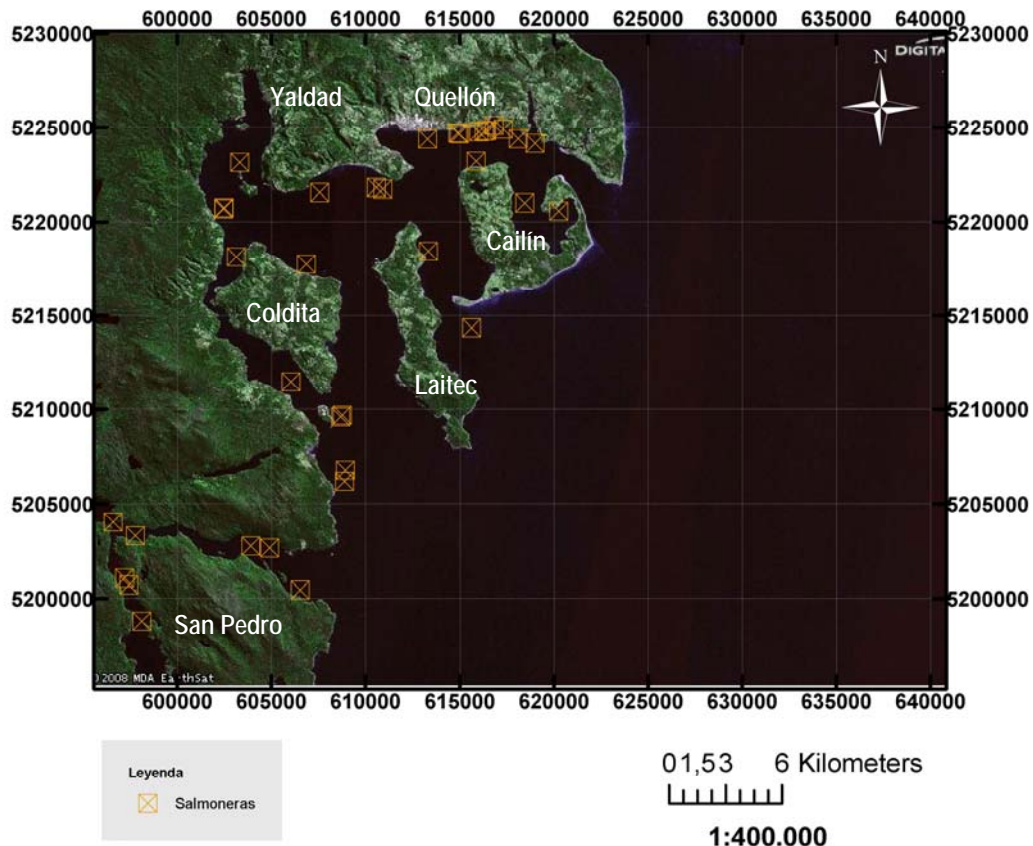 600000 605000 610000 615000 620000 625000 630000 635000 640000
5230000 5230000
DIGITA
N
Yaldad Quellón
5225000 5225000
5220000 5220000
Cailín
5215000 5215000
Coldita
Laitec
5210000 5210000
5205000 5205000
5200000 5200000
San Pedro
©2008 MDA EarthSat
600000 605000 610000 615000 620000 625000 630000 635000 640000
Leyenda
Salmoneras
01,53 6 Kilometers
1:400.000